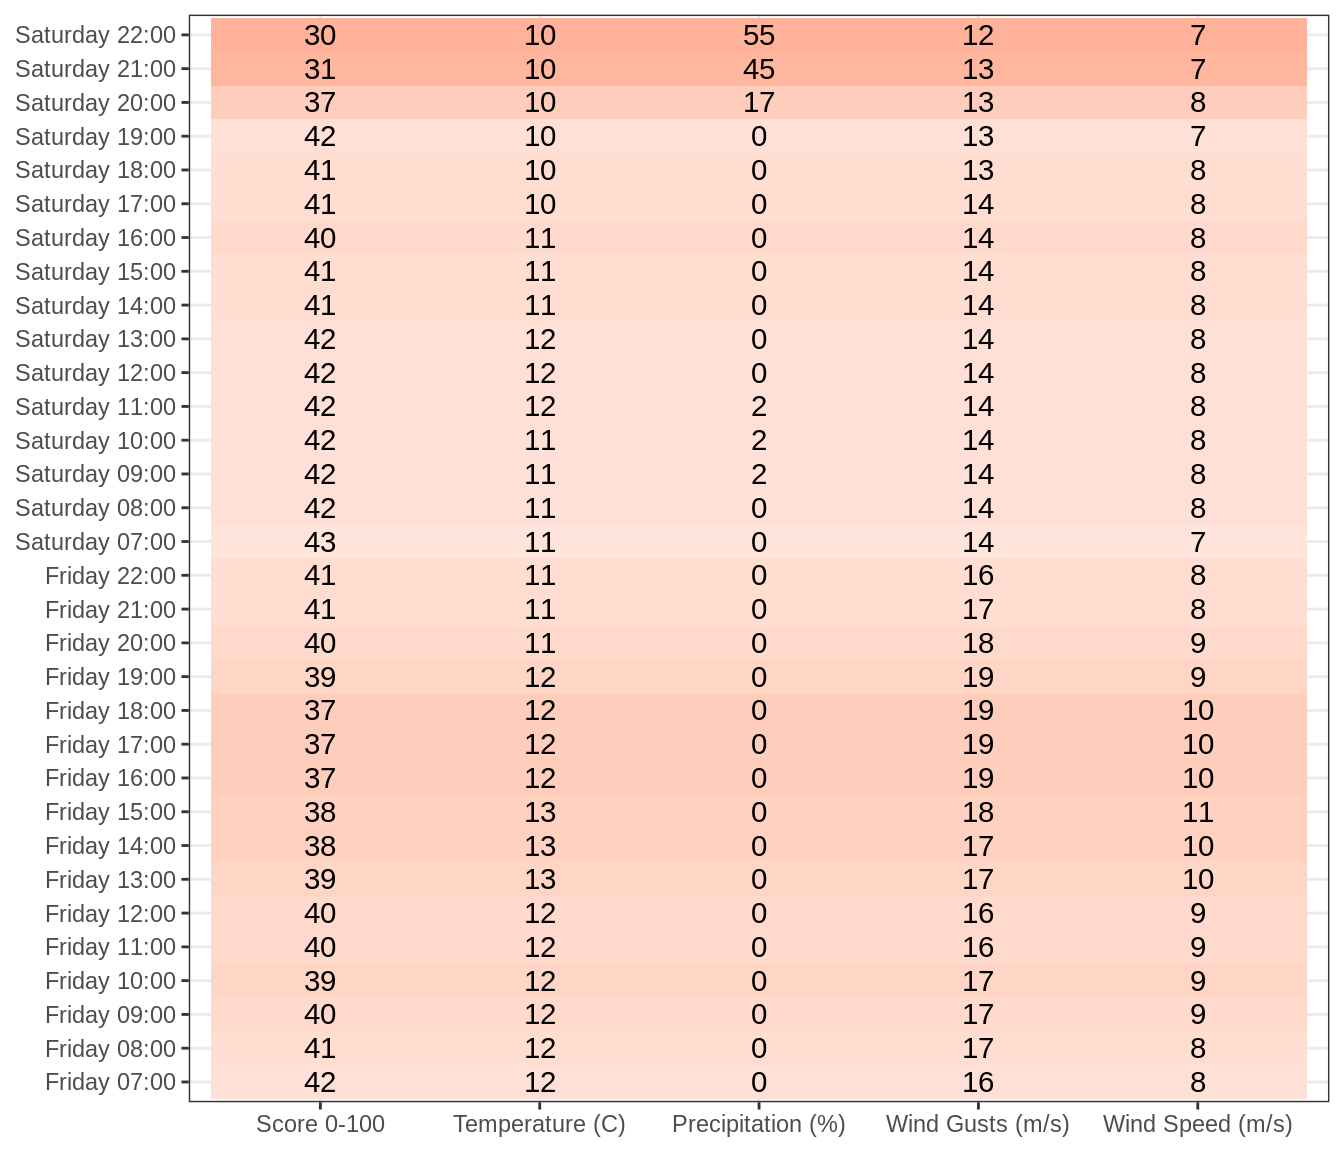 Saturday 22:00 30 10 55 12 7
Saturday 21:00 31 10 45 13 7
Saturday 20:00 37 10 17 13 8
Saturday 19:00 42 10 0 13 7
Saturday 18:00 41 10 0 13 8
Saturday 17:00 41 10 0 14 8
Saturday 16:00 40 11 0 14 8
Saturday 15:00 41 11 0 14 8
Saturday 14:00 41 11 0 14 8
Saturday 13:00 42 12 0 14 8
Saturday 12:00 42 12 0 14 8
Saturday 11:00 42 12 2 14 8
Saturday 10:00 42 11 2 14 8
Saturday 09:00 42 11 2 14 8
Saturday 08:00 42 11 0 14 8
Saturday 07:00 43 11 0 14 7
Friday 22:00 41 11 0 16 8
Friday 21:00 41 11 0 17 8
Friday 20:00 40 11 0 18 9
Friday 19:00 39 12 0 19 9
Friday 18:00 37 12 0 19 10
Friday 17:00 37 12 0 19 10
Friday 16:00 37 12 0 19 10
Friday 15:00 38 13 0 18 11
Friday 14:00 38 13 0 17 10
Friday 13:00 39 13 0 17 10
Friday 12:00 40 12 0 16 9
Friday 11:00 40 12 0 16 9
Friday 10:00 39 12 0 17 9
Friday 09:00 40 12 0 17 9
Friday 08:00 41 12 0 17 8
Friday 07:00 42 12 0 16 8
Score 0-100 Temperature (C) Precipitation (%) Wind Gusts (m/s) Wind Speed (m/s)